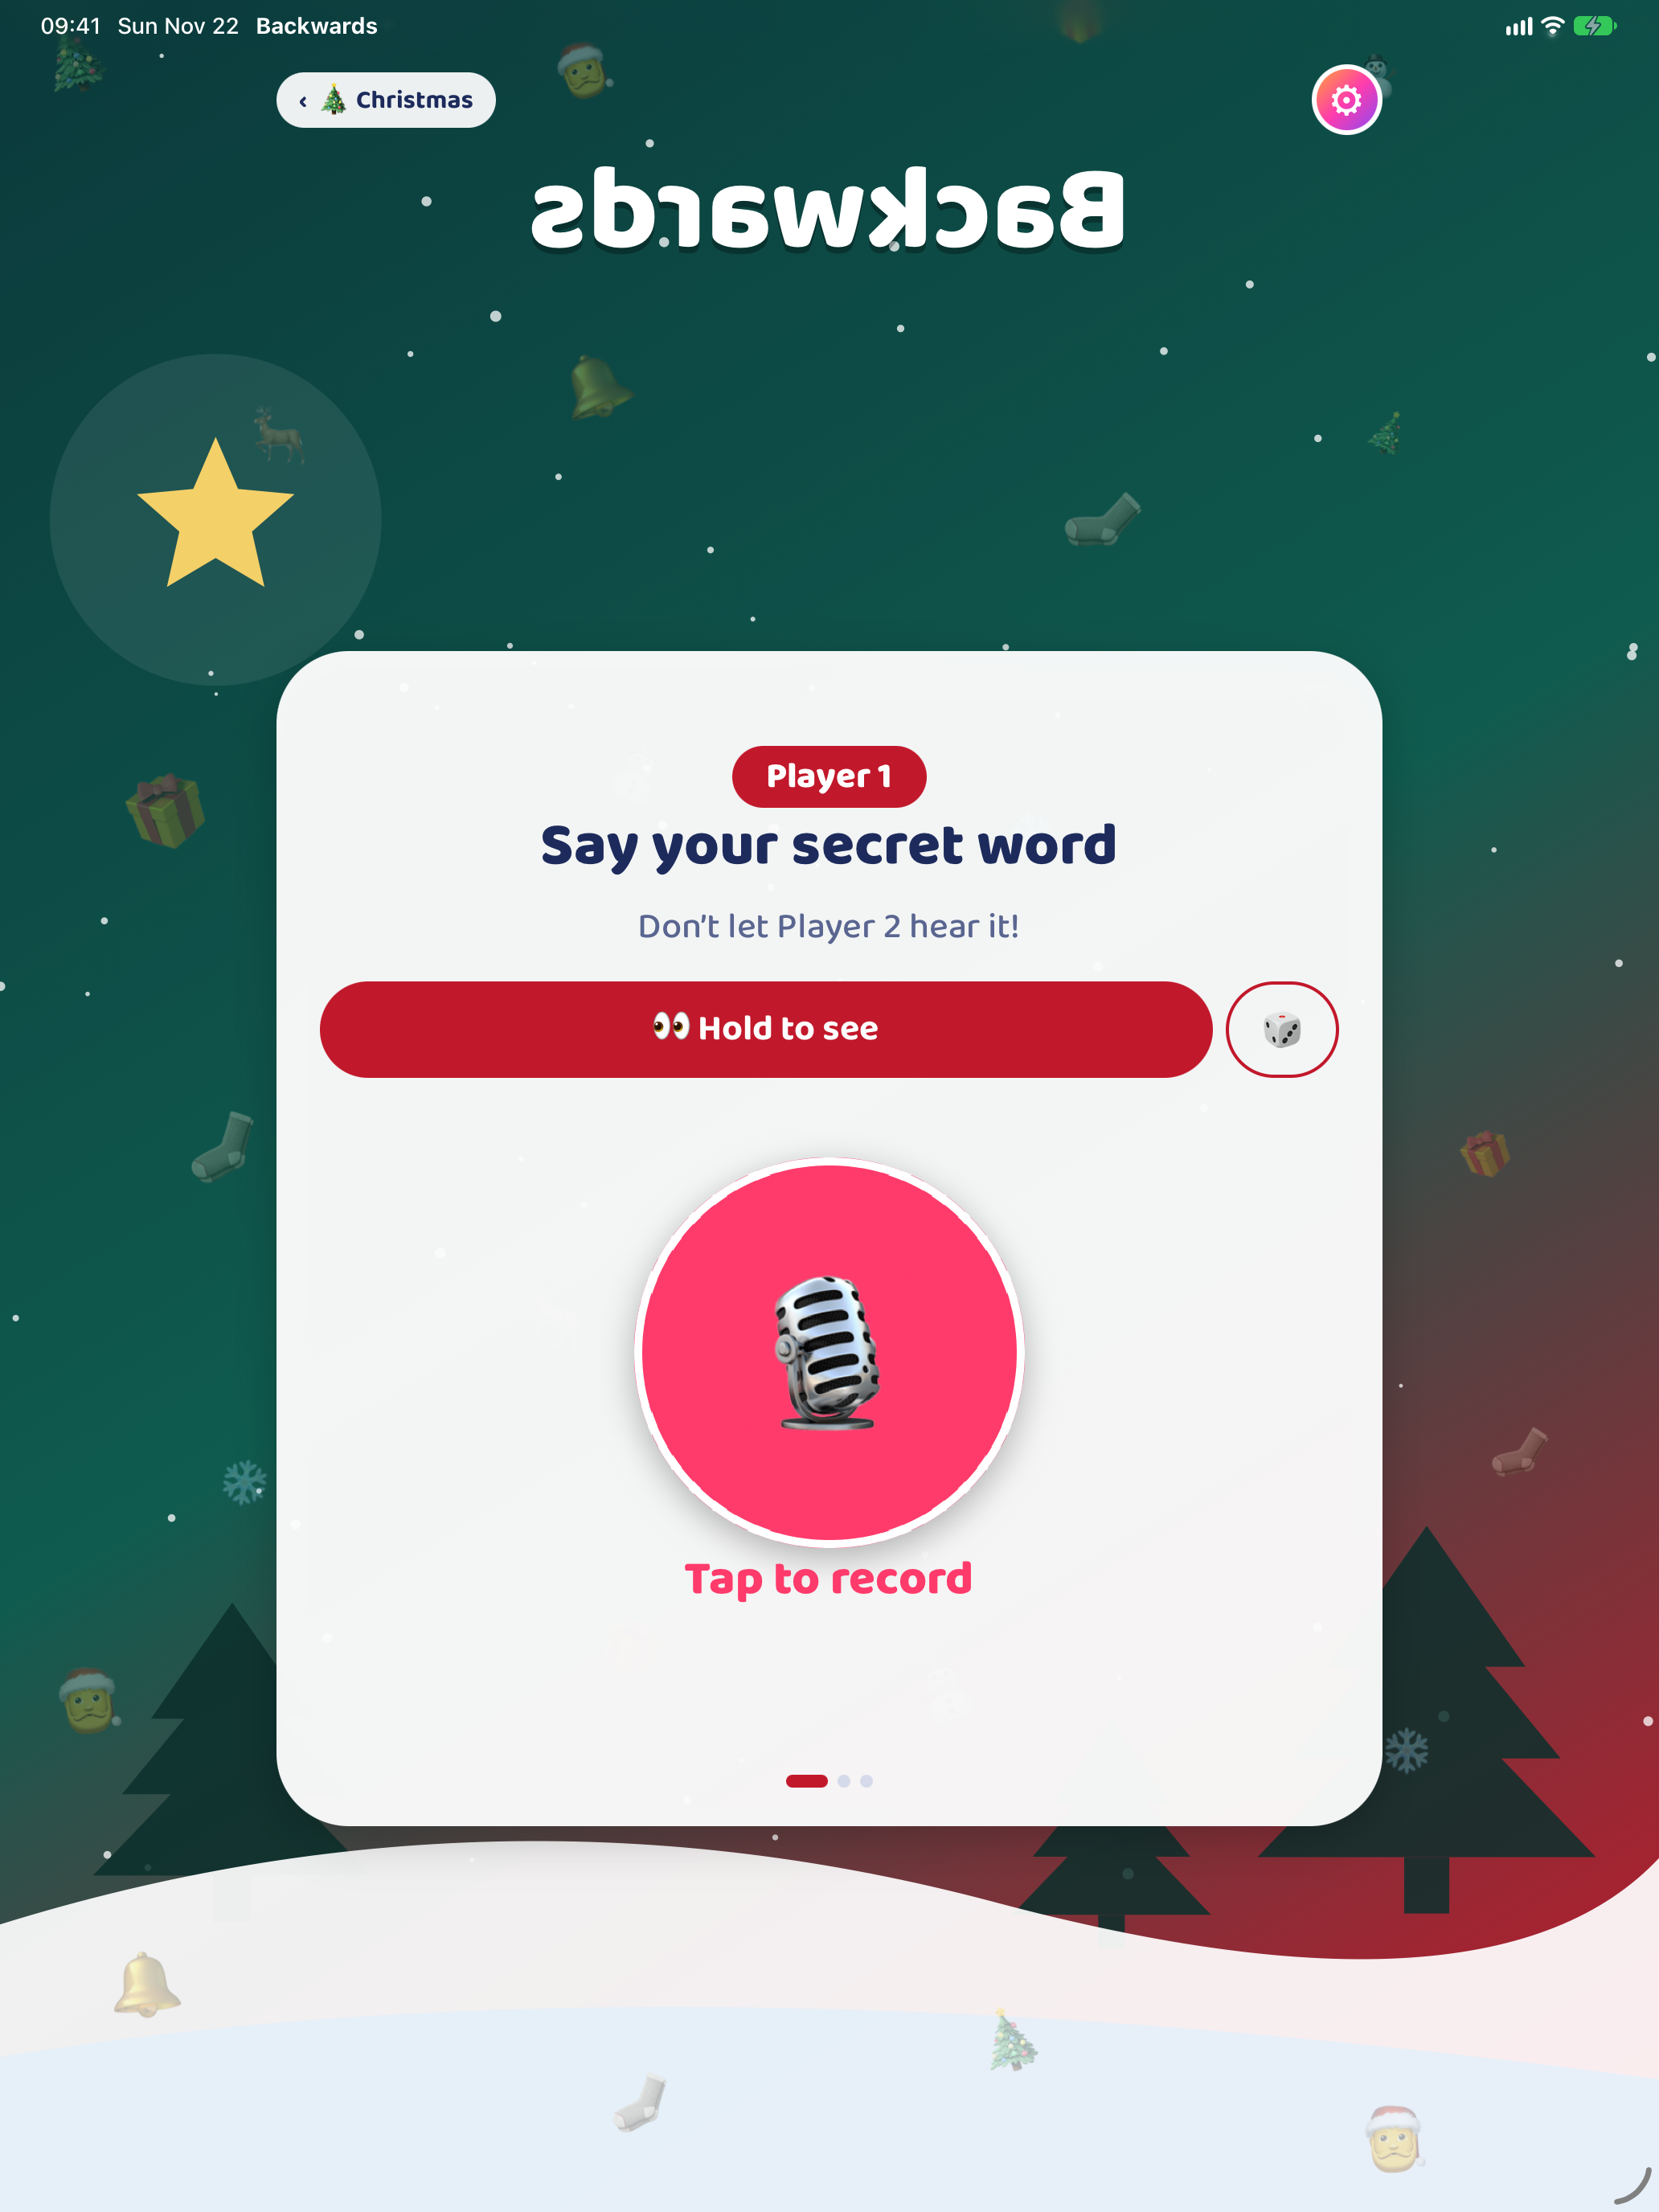 09:41 Sun Nov 22 Backwards
‹ 🎄 Christmas
Backwards
Player 1
Say your secret word
Don't let Player 2 hear it!
👀 Hold to see
Tap to record